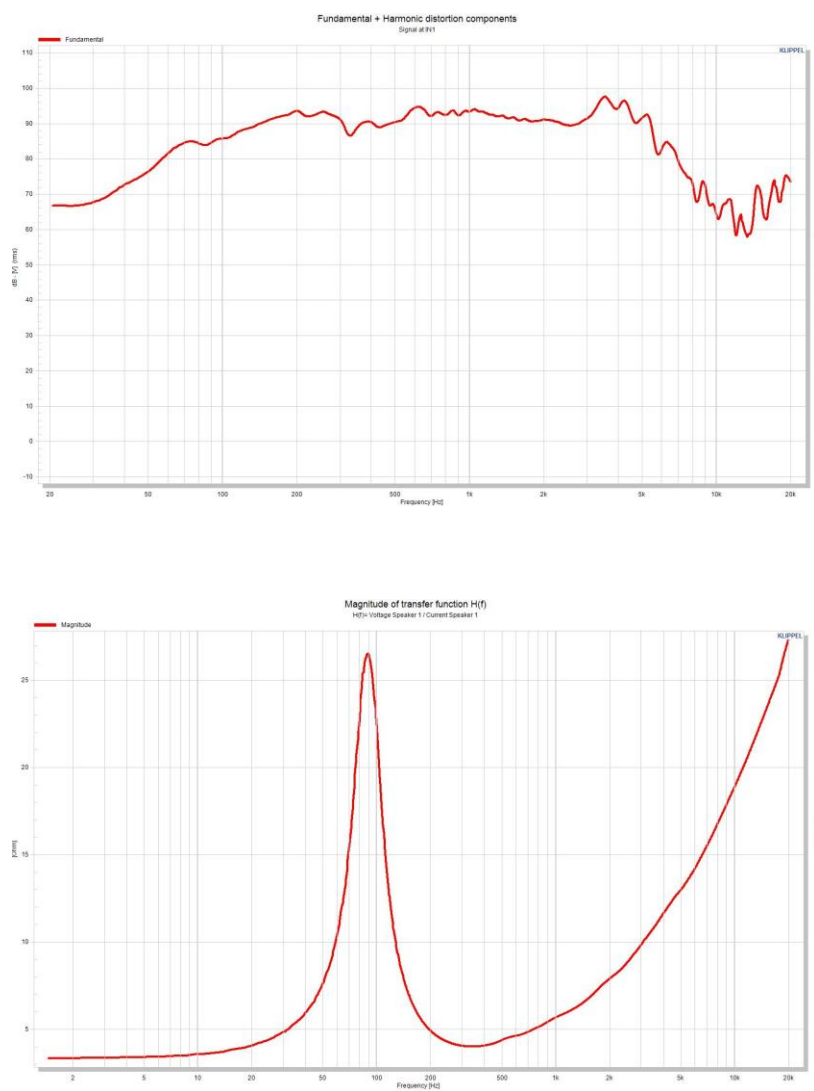 Fundamental + Harmonic distortion components
Signal at IN1
Fundamental
KLIPPEL
110
100
90
80
70
60
50
40
30
20
10
0
-10
dB - [V] (rms)
20 50 100 200 500 1k 2k 5k 10k 20k
Frequency [Hz]
Magnitude of transfer function H(f)
H(f)= Voltage Speaker 1 / Current Speaker 1
Magnitude
KLIPPEL
25
20
15
10
5
[Ohm]
2 5 10 20 50 100 200 500 1k 2k 5k 10k 20k
Frequency [Hz]